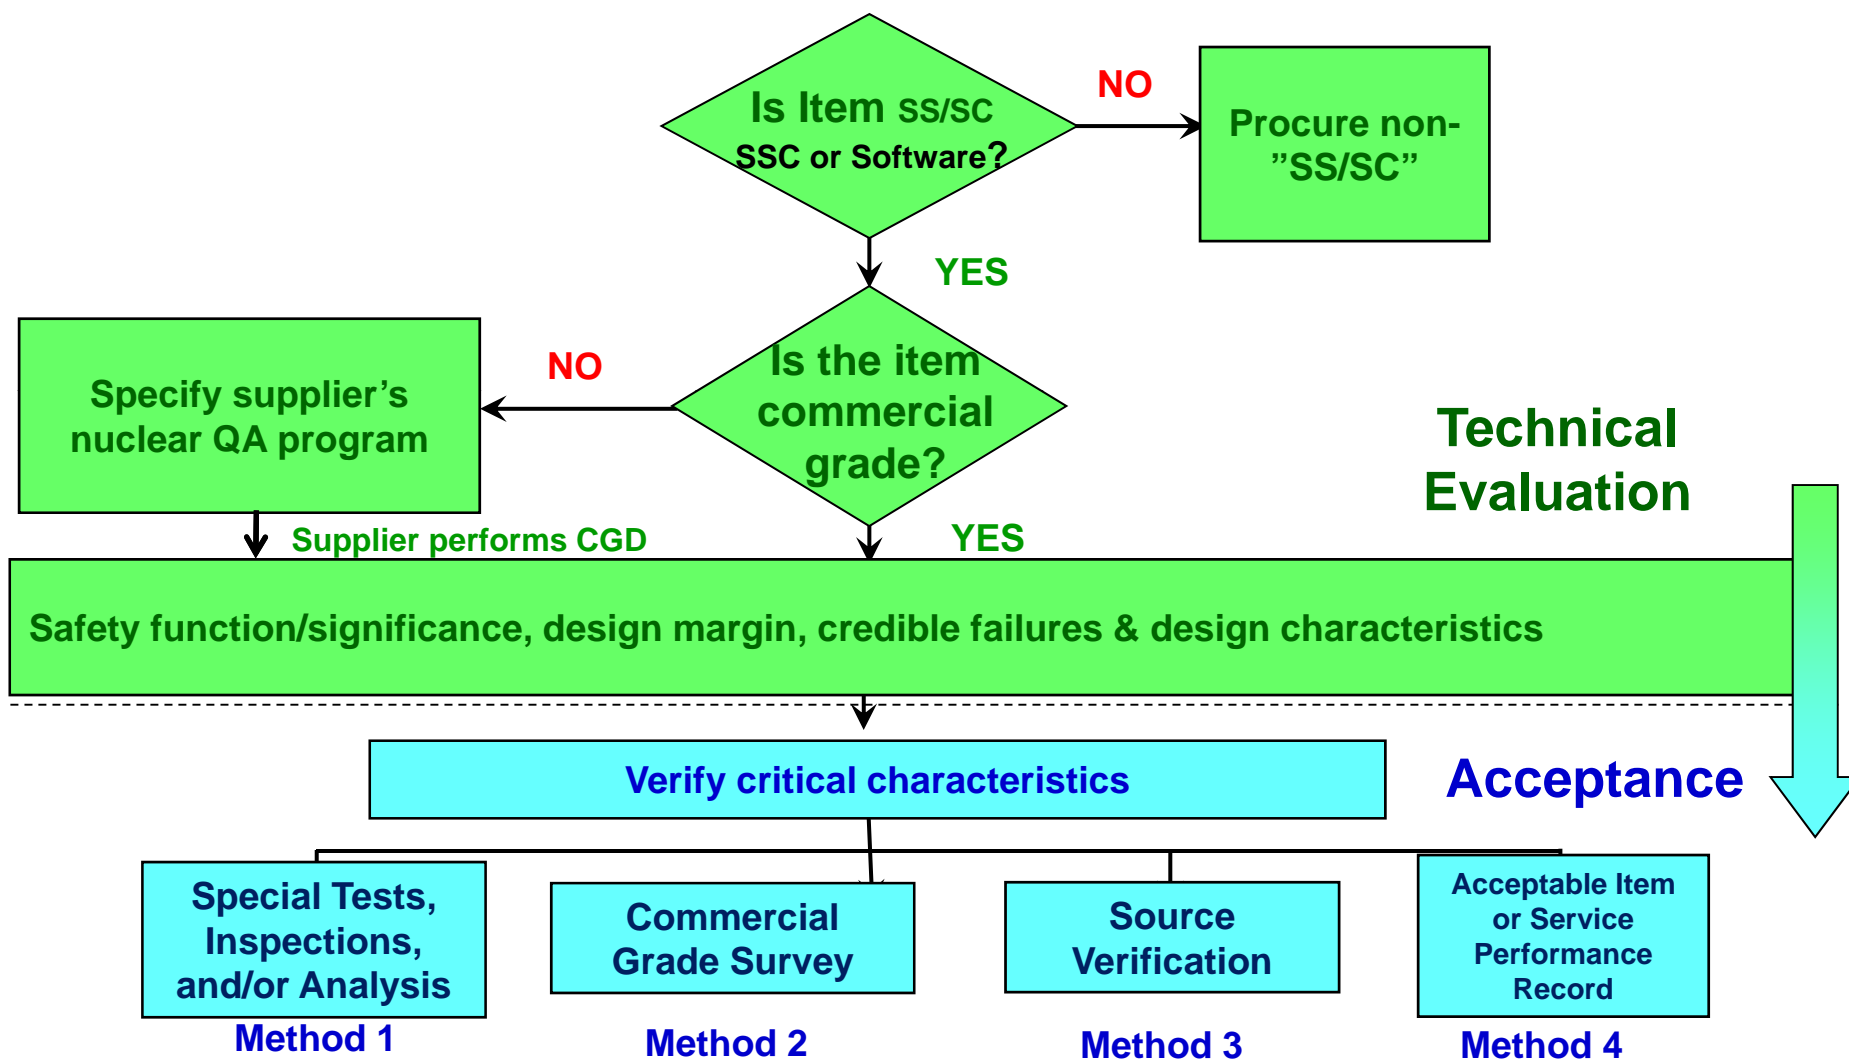 Is Item SS/SC
SSC or Software?
NO
Procure non-
”SS/SC”
YES
Specify supplier’s
nuclear QA program
NO
Is the item
commercial
grade?
Technical
Evaluation
Supplier performs CGD
YES
Safety function/significance, design margin, credible failures & design characteristics
Verify critical characteristics
Acceptance
Special Tests,
Inspections,
and/or Analysis
Commercial
Grade Survey
Source
Verification
Acceptable Item
or Service
Performance
Record
Method 1
Method 2
Method 3
Method 4